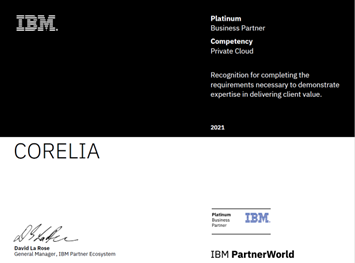 IBM
Platinum
Business Partner
Competency
Private Cloud
Recognition for completing the
requirements necessary to demonstrate
expertise in delivering client value.
2021
CORELIA
David La Rose
General Manager, IBM Partner Ecosystem
Platinum
Business
Partner
IBM
IBM PartnerWorld